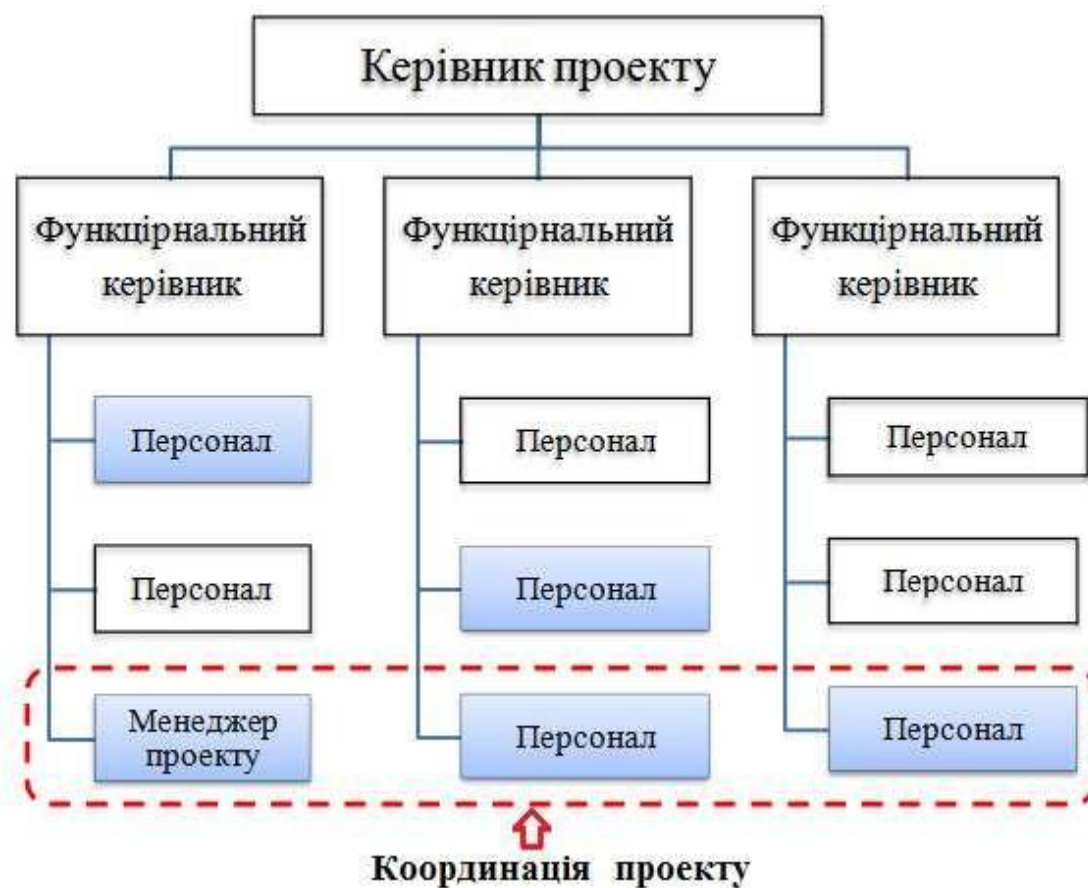 Керівник проекту
Функцірнальний
керівник
Функцірнальний
керівник
Функцірнальний
керівник
Персонал
Персонал
Персонал
Персонал
Персонал
Персонал
Менеджер
проекту
Персонал
Персонал
Координація проекту